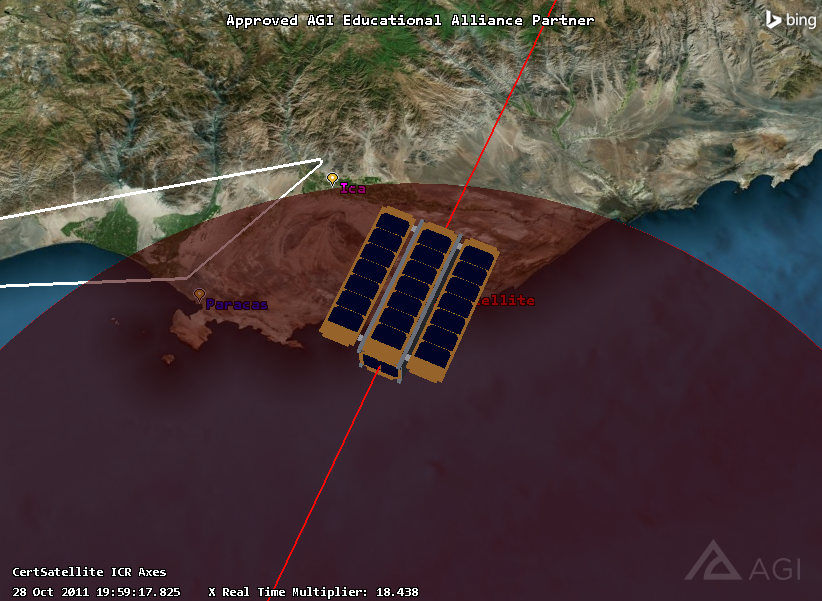 Approved AGI Educational Alliance Partner
bing
Ica
Paracas
ellite
CertSatellite ICR Axes
28 Oct 2011 19:59:17.825 X Real Time Multiplier: 18.438
AGI